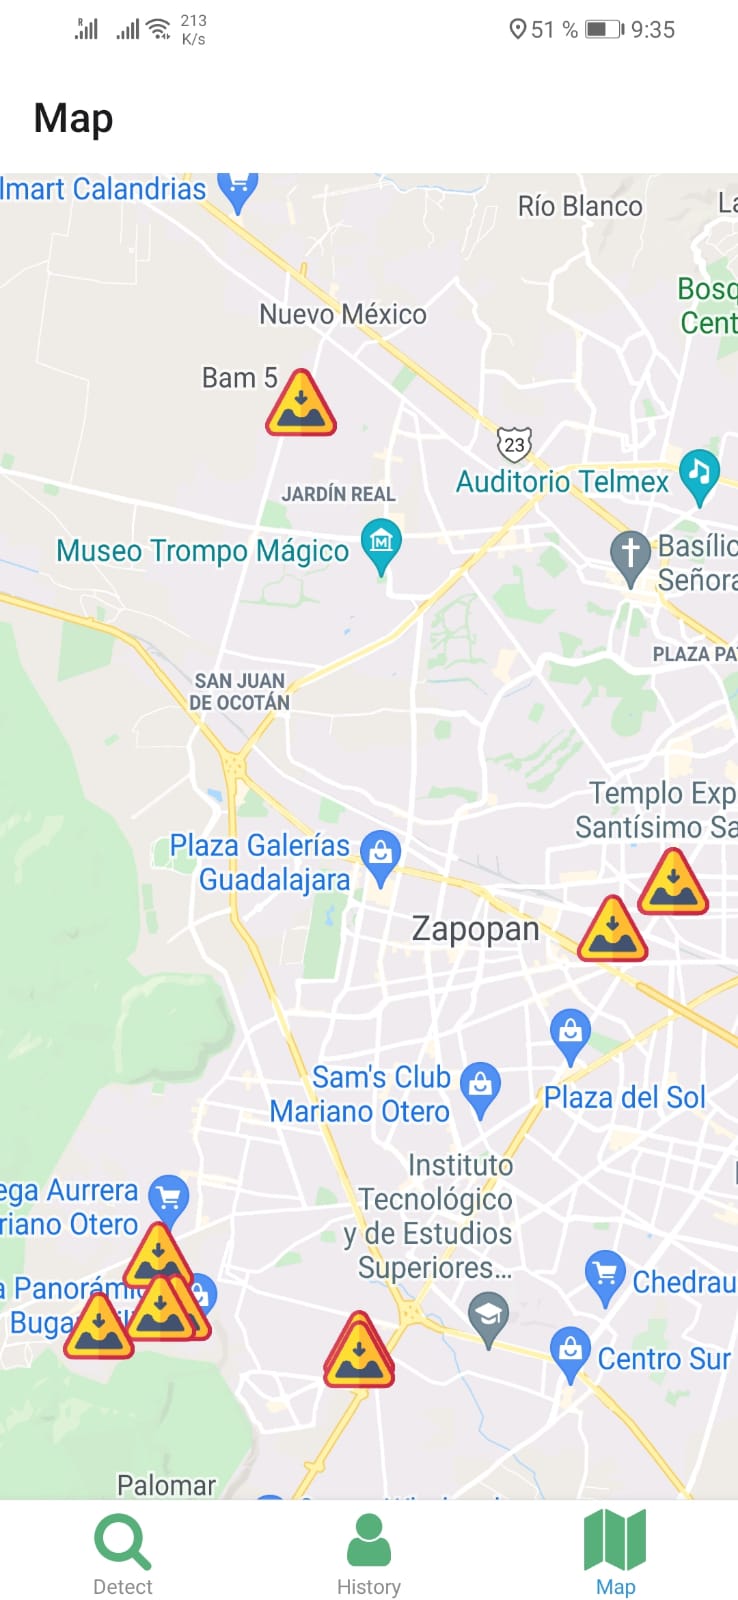 R
213
K/s
51 %
9:35
Map
lmart Calandrias
Río Blanco
Nuevo México
Bosq
Cent
Bam 5
23
Auditorio Telmex
JARDÍN REAL
Museo Trompo Mágico
Basílic
Señora
PLAZA PA
SAN JUAN
DE OCOTÁN
Templo Exp
Santísimo Sa
Plaza Galerías
Guadalajara
Zapopan
Sam's Club
Mariano Otero
Plaza del Sol
Instituto
Tecnológico
y de Estudios
Superiores...
ega Aurrera
riano Otero
a Panorámi
Buga
Chedrau
Centro Sur
Palomar
Detect
History
Map